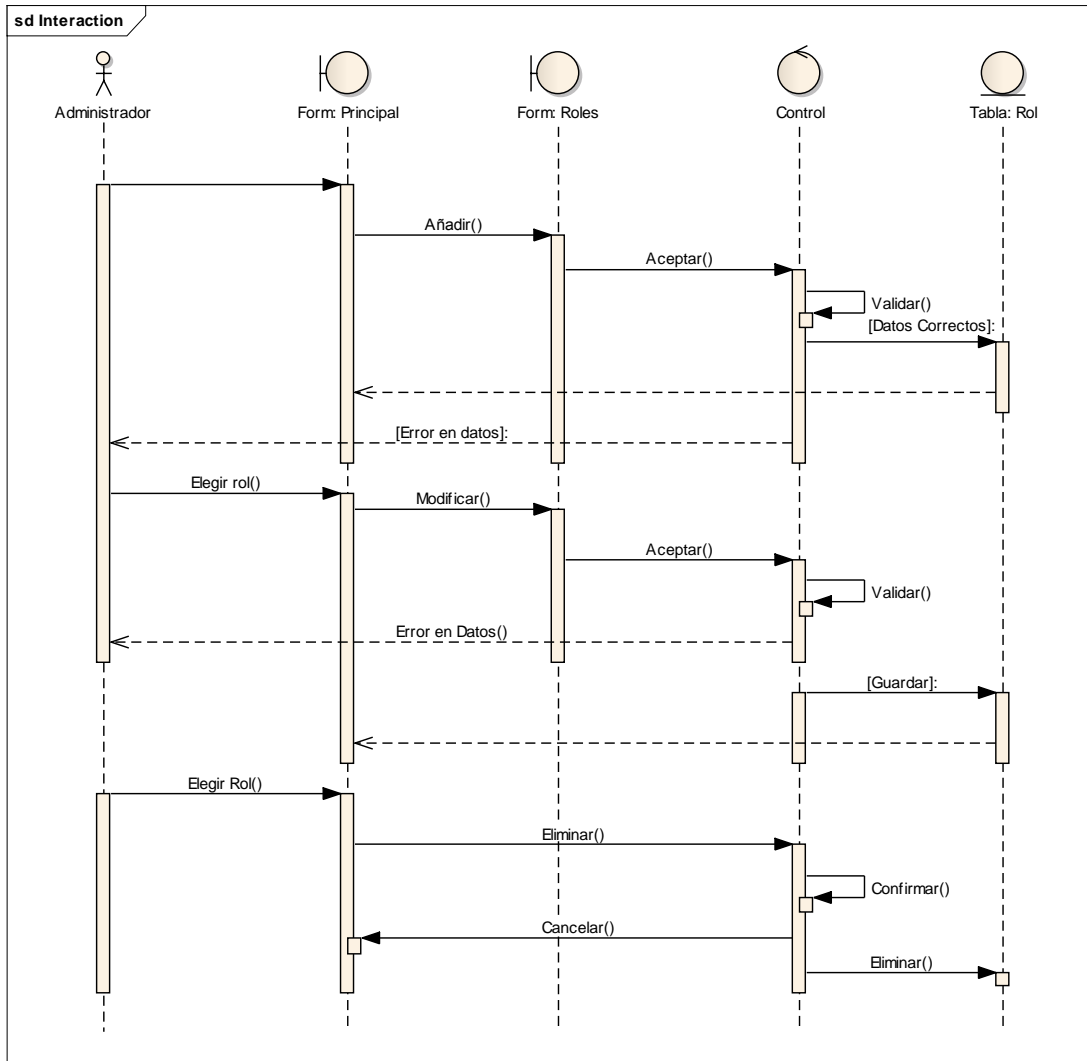 sd Interaction
Administrador
Form: Principal
Form: Roles
Control
Tabla: Rol
Añadir()
Aceptar()
Validar()
[Datos Correctos]:
[Error en datos]:
Elegir rol()
Modificar()
Aceptar()
Validar()
Error en Datos()
[Guardar]:
Elegir Rol()
Eliminar()
Confirmar()
Cancelar()
Eliminar()